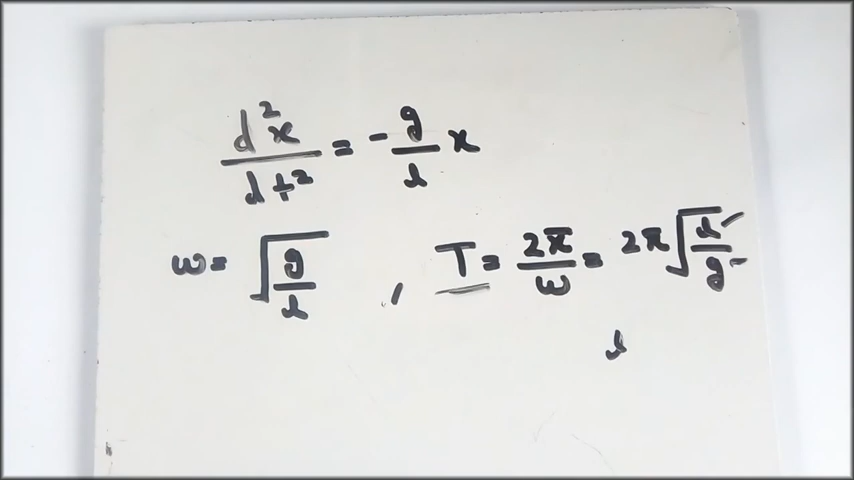 d²x/dt² = -g/l x
ω = √(g/l) , T = 2π/ω = 2π√(l/g)
l